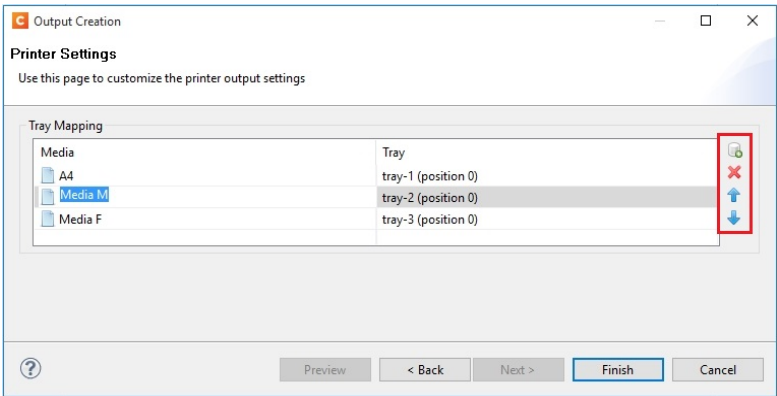 C Output Creation
Printer Settings
Use this page to customize the printer output settings
Tray Mapping
Media Tray
A4 tray-1 (position 0)
Media M tray-2 (position 0)
Media F tray-3 (position 0)
? Preview < Back Next > Finish Cancel